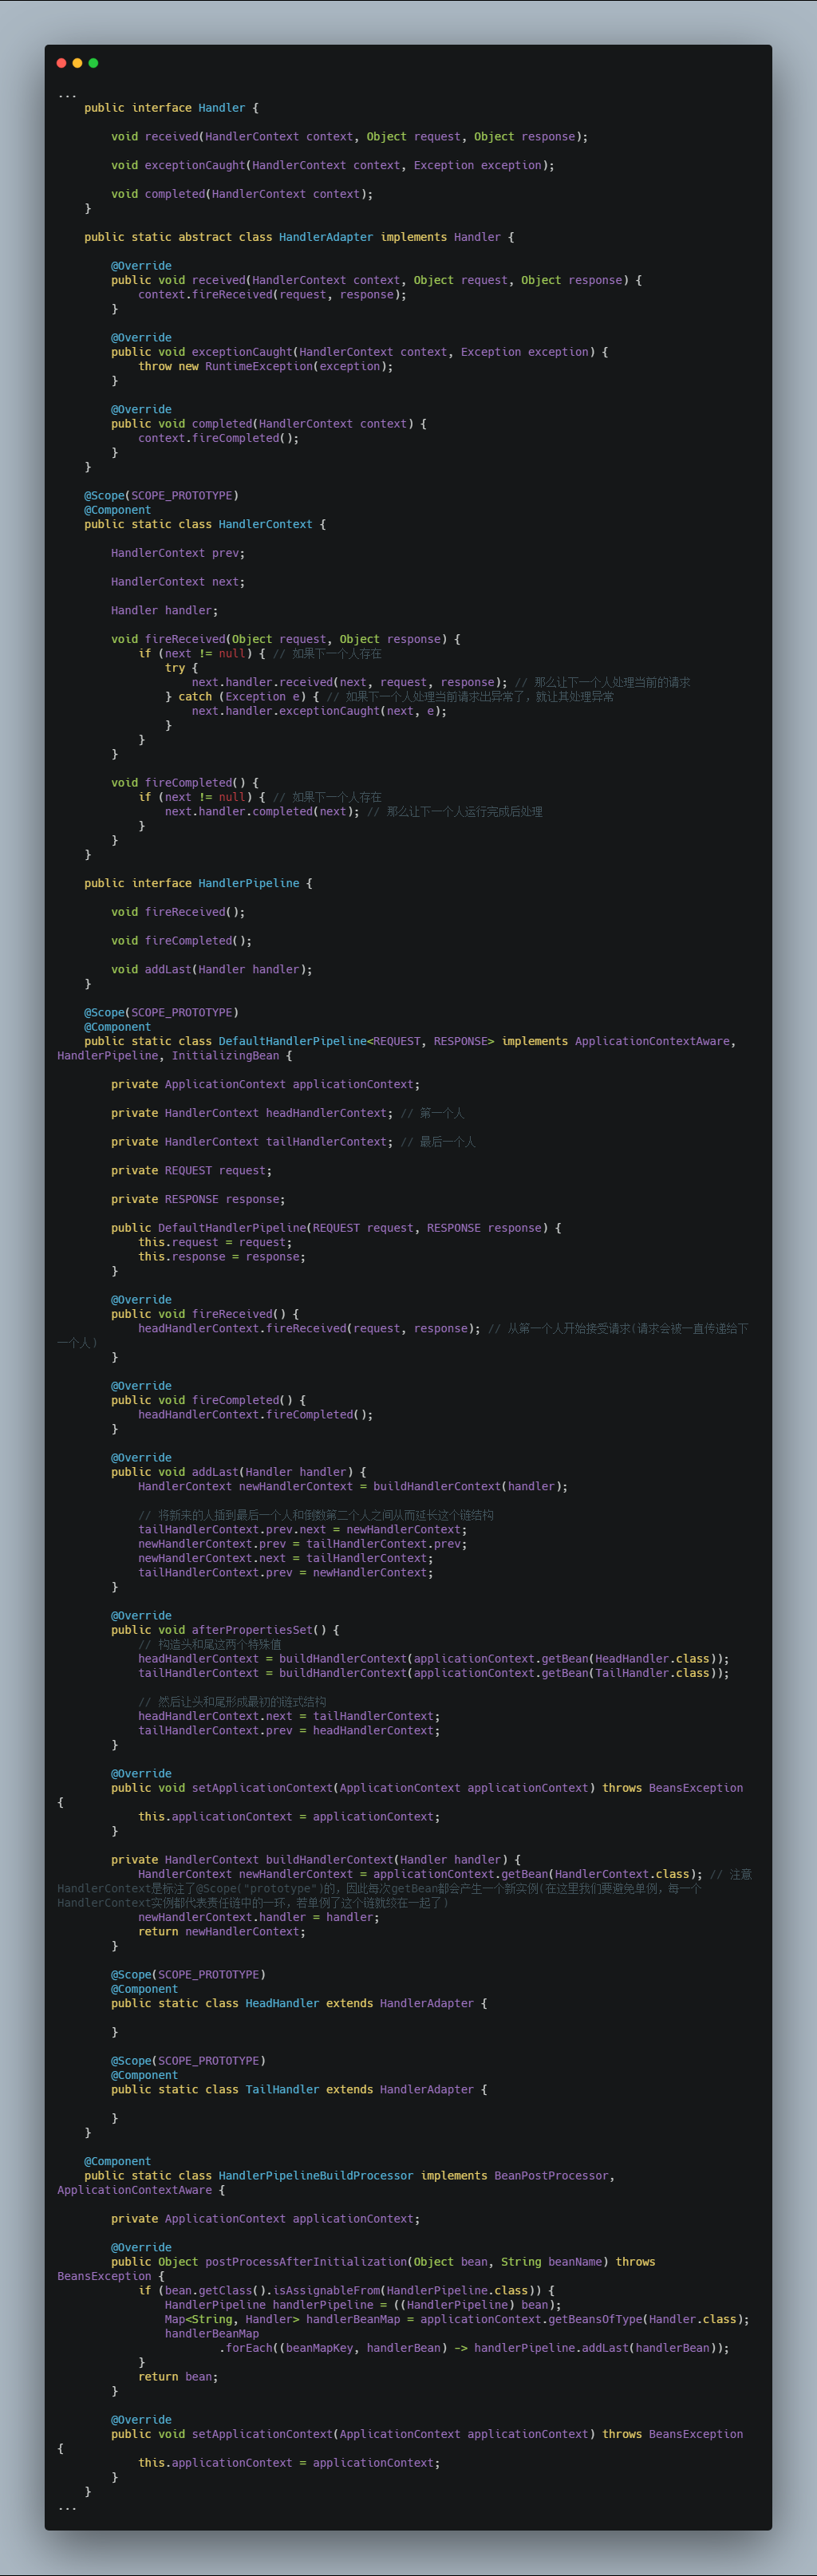 ...
public interface Handler {
void received(HandlerContext context, Object request, Object response);
void exceptionCaught(HandlerContext context, Exception exception);
void completed(HandlerContext context);
}
public static abstract class HandlerAdapter implements Handler {
@Override
public void received(HandlerContext context, Object request, Object response) {
context.fireReceived(request, response);
}
@Override
public void exceptionCaught(HandlerContext context, Exception exception) {
throw new RuntimeException(exception);
}
@Override
public void completed(HandlerContext context) {
context.fireCompleted();
}
}
@Scope(SCOPE_PROTOTYPE)
@Component
public static class HandlerContext {
HandlerContext prev;
HandlerContext next;
Handler handler;
void fireReceived(Object request, Object response) {
if (next != null) { // 如果下一个人存在
try {
next.handler.received(next, request, response); // 那么让下一个人处理当前的请求
} catch (Exception e) { // 如果下一个人处理当前请求出异常了，就让其处理异常
next.handler.exceptionCaught(next, e);
}
}
}
void fireCompleted() {
if (next != null) { // 如果下一个人存在
next.handler.completed(next); // 那么让下一个人运行完成后处理
}
}
}
public interface HandlerPipeline {
void fireReceived();
void fireCompleted();
void addLast(Handler handler);
}
@Scope(SCOPE_PROTOTYPE)
@Component
public static class DefaultHandlerPipeline<REQUEST, RESPONSE> implements ApplicationContextAware,
HandlerPipeline, InitializingBean {
private ApplicationContext applicationContext;
private HandlerContext headHandlerContext; // 第一个人
private HandlerContext tailHandlerContext; // 最后一个人
private REQUEST request;
private RESPONSE response;
public DefaultHandlerPipeline(REQUEST request, RESPONSE response) {
this.request = request;
this.response = response;
}
@Override
public void fireReceived() {
headHandlerContext.fireReceived(request, response); // 从第一个人开始接受请求(请求会被一直传递给下
一个人)
}
@Override
public void fireCompleted() {
headHandlerContext.fireCompleted();
}
@Override
public void addLast(Handler handler) {
HandlerContext newHandlerContext = buildHandlerContext(handler);
// 将新来的人插到最后一个人和倒数第二个人之间从而延长这个链结构
tailHandlerContext.prev.next = newHandlerContext;
newHandlerContext.prev = tailHandlerContext.prev;
newHandlerContext.next = tailHandlerContext;
tailHandlerContext.prev = newHandlerContext;
}
@Override
public void afterPropertiesSet() {
// 构造头和尾这两个特殊值
headHandlerContext = buildHandlerContext(applicationContext.getBean(HeadHandler.class));
tailHandlerContext = buildHandlerContext(applicationContext.getBean(TailHandler.class));
// 然后让头和尾形成最初的链式结构
headHandlerContext.next = tailHandlerContext;
tailHandlerContext.prev = headHandlerContext;
}
@Override
public void setApplicationContext(ApplicationContext applicationContext) throws BeansException
{
this.applicationContext = applicationContext;
}
private HandlerContext buildHandlerContext(Handler handler) {
HandlerContext newHandlerContext = applicationContext.getBean(HandlerContext.class); // 注意
HandlerContext是标注了@Scope("prototype")的，因此每次getBean都会产生一个新实例(在这里我们要避免单例，每一个
HandlerContext实例都代表责任链中的一环，若单例了这个链就绞在一起了)
newHandlerContext.handler = handler;
return newHandlerContext;
}
@Scope(SCOPE_PROTOTYPE)
@Component
public static class HeadHandler extends HandlerAdapter {
}
@Scope(SCOPE_PROTOTYPE)
@Component
public static class TailHandler extends HandlerAdapter {
}
}
@Component
public static class HandlerPipelineBuildProcessor implements BeanPostProcessor,
ApplicationContextAware {
private ApplicationContext applicationContext;
@Override
public Object postProcessAfterInitialization(Object bean, String beanName) throws
BeansException {
if (bean.getClass().isAssignableFrom(HandlerPipeline.class)) {
HandlerPipeline handlerPipeline = ((HandlerPipeline) bean);
Map<String, Handler> handlerBeanMap = applicationContext.getBeansOfType(Handler.class);
handlerBeanMap
.forEach((beanMapKey, handlerBean) -> handlerPipeline.addLast(handlerBean));
}
return bean;
}
@Override
public void setApplicationContext(ApplicationContext applicationContext) throws BeansException
{
this.applicationContext = applicationContext;
}
}
...